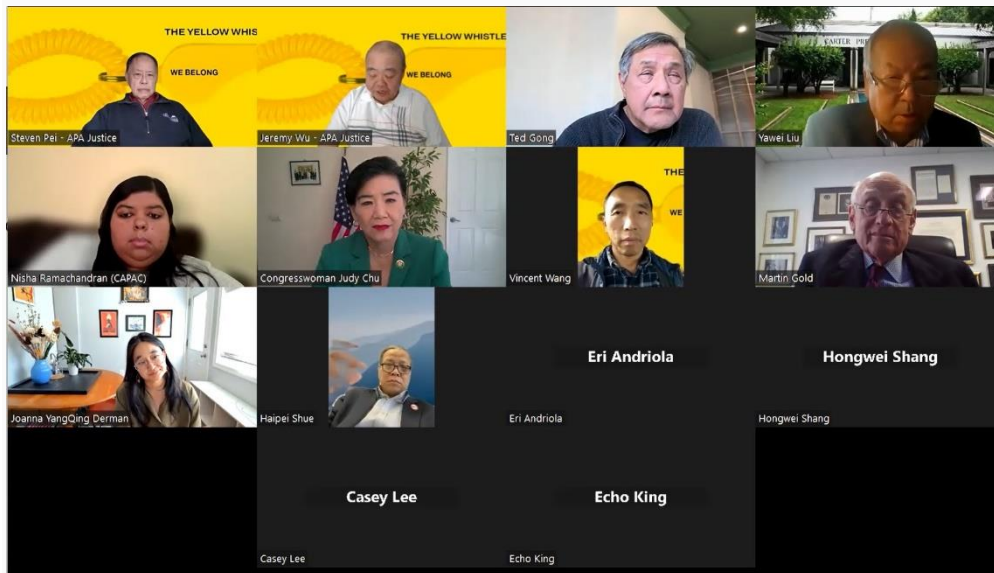 THE YELLOW WHIS
WE BELONG
Steven Pei - APA Justice
THE YELLOW WHISTLE
WE BELONG
Jeremy Wu - APA Justice
Ted Gong
CARTER PRE
Yawei Liu
Nisha Ramachandran (CAPAC)
Congresswoman Judy Chu
THE
WE
Vincent Wang
Martin Gold
Joanna YangQing Derman
Haipei Shue
Eri Andriola
Eri Andriola
Hongwei Shang
Hongwei Shang
Casey Lee
Casey Lee
Echo King
Echo King